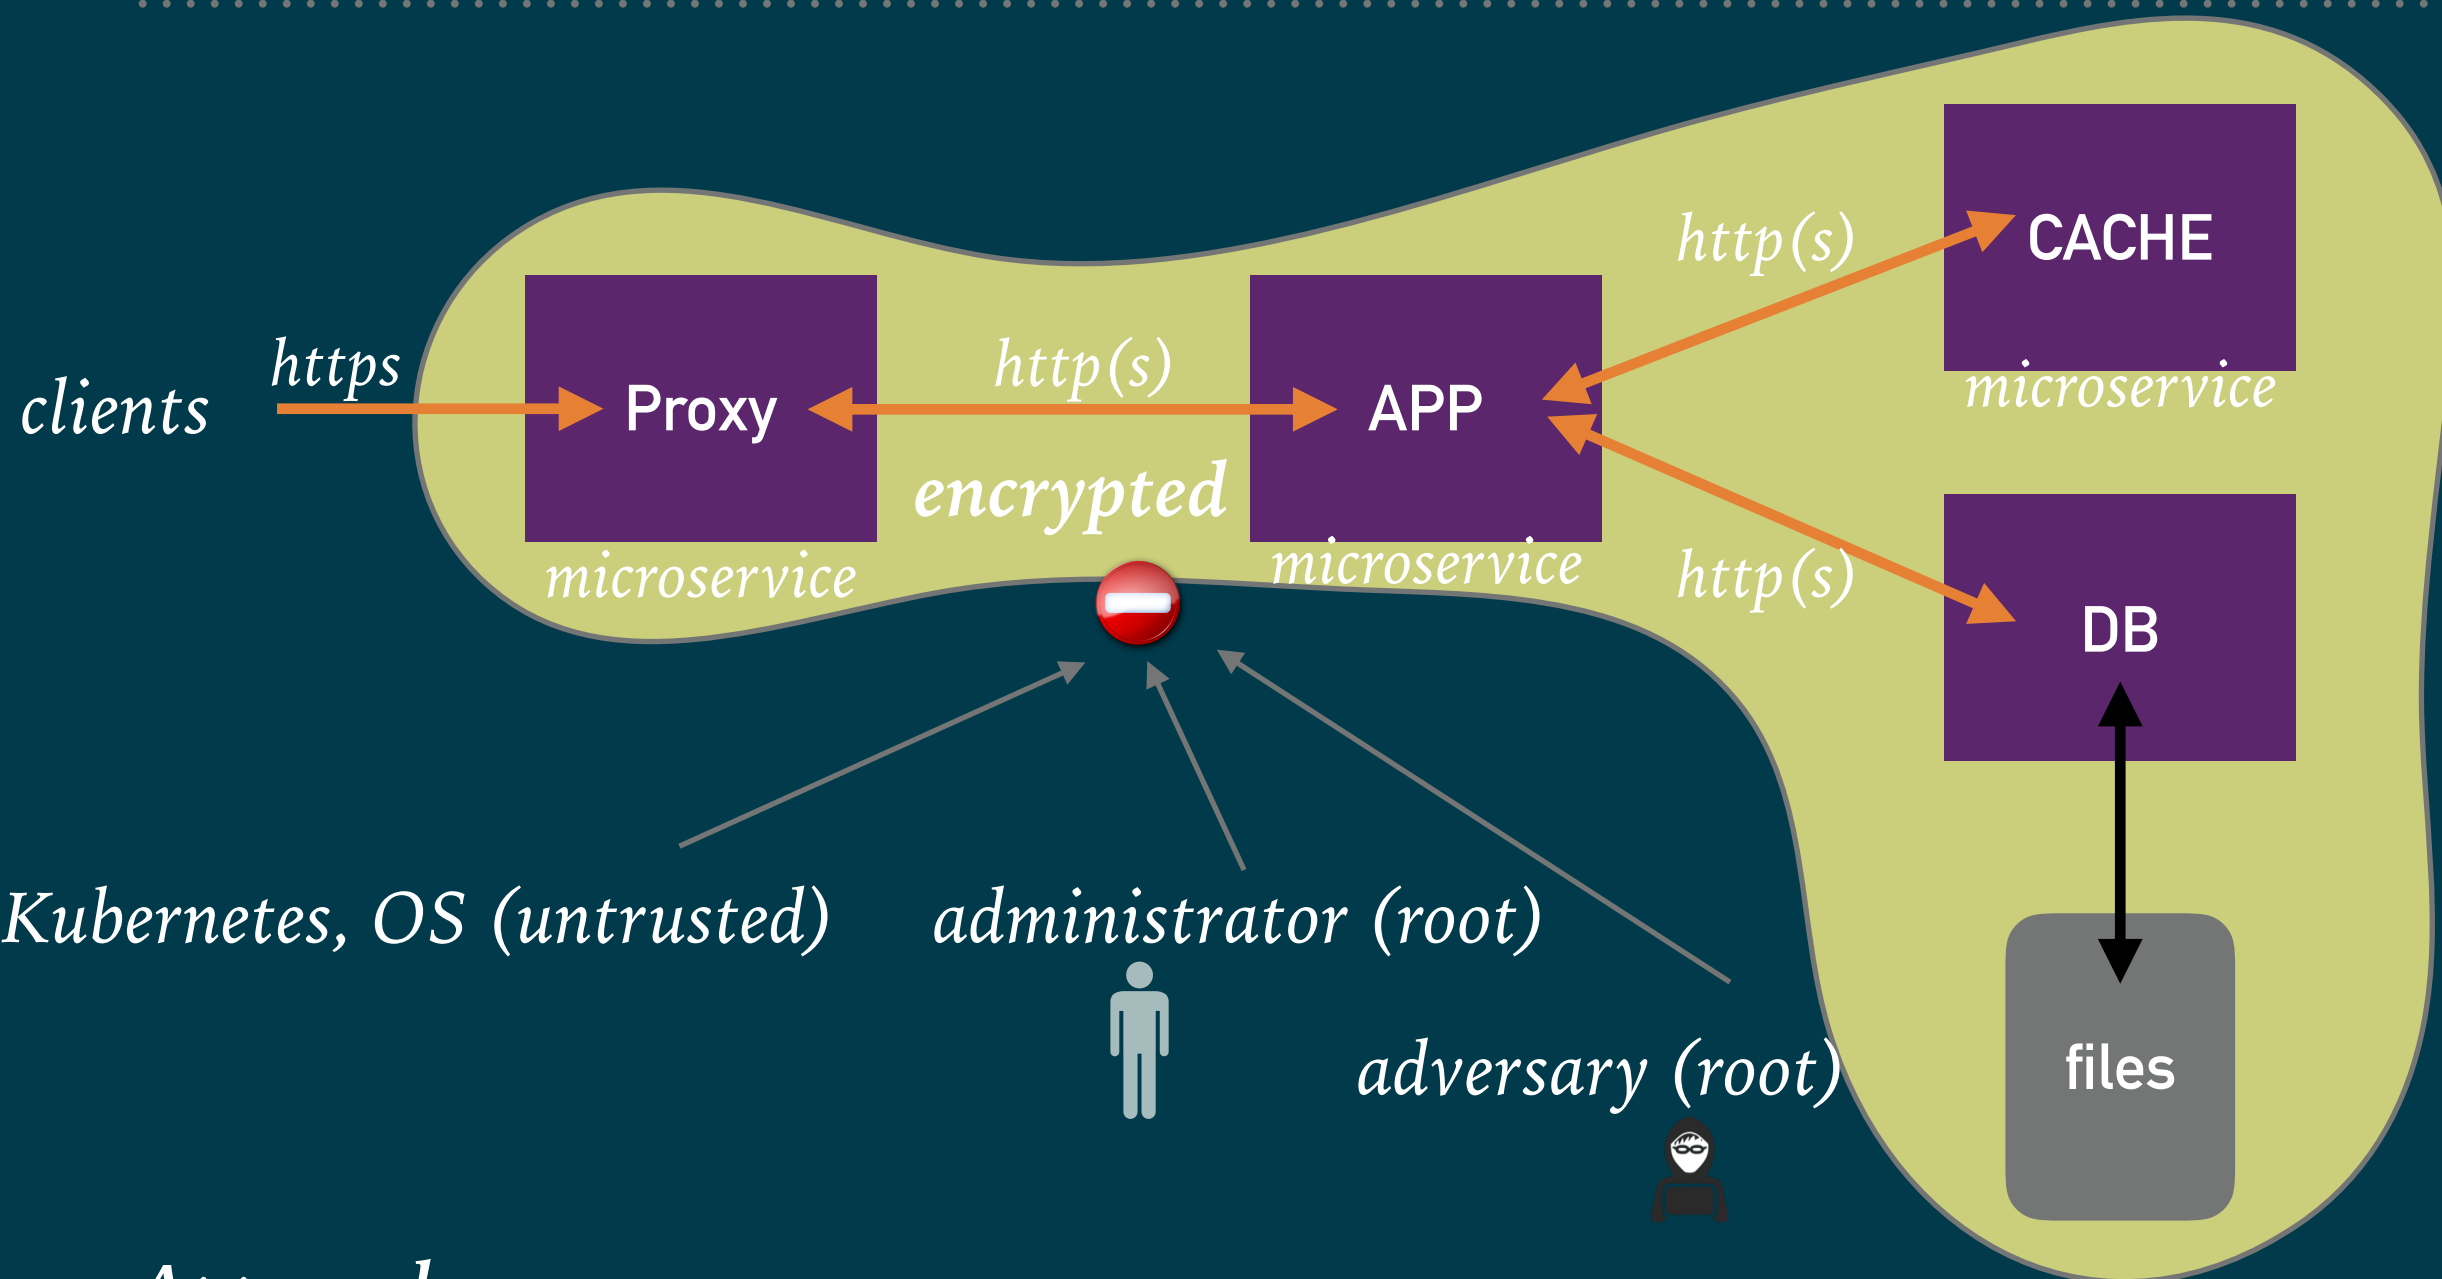 http(s)
CACHE
microservice
clients
https
Proxy
http(s)
APP
encrypted
microservice
microservice
http(s)
DB
Kubernetes, OS (untrusted)
administrator (root)
adversary (root)
files